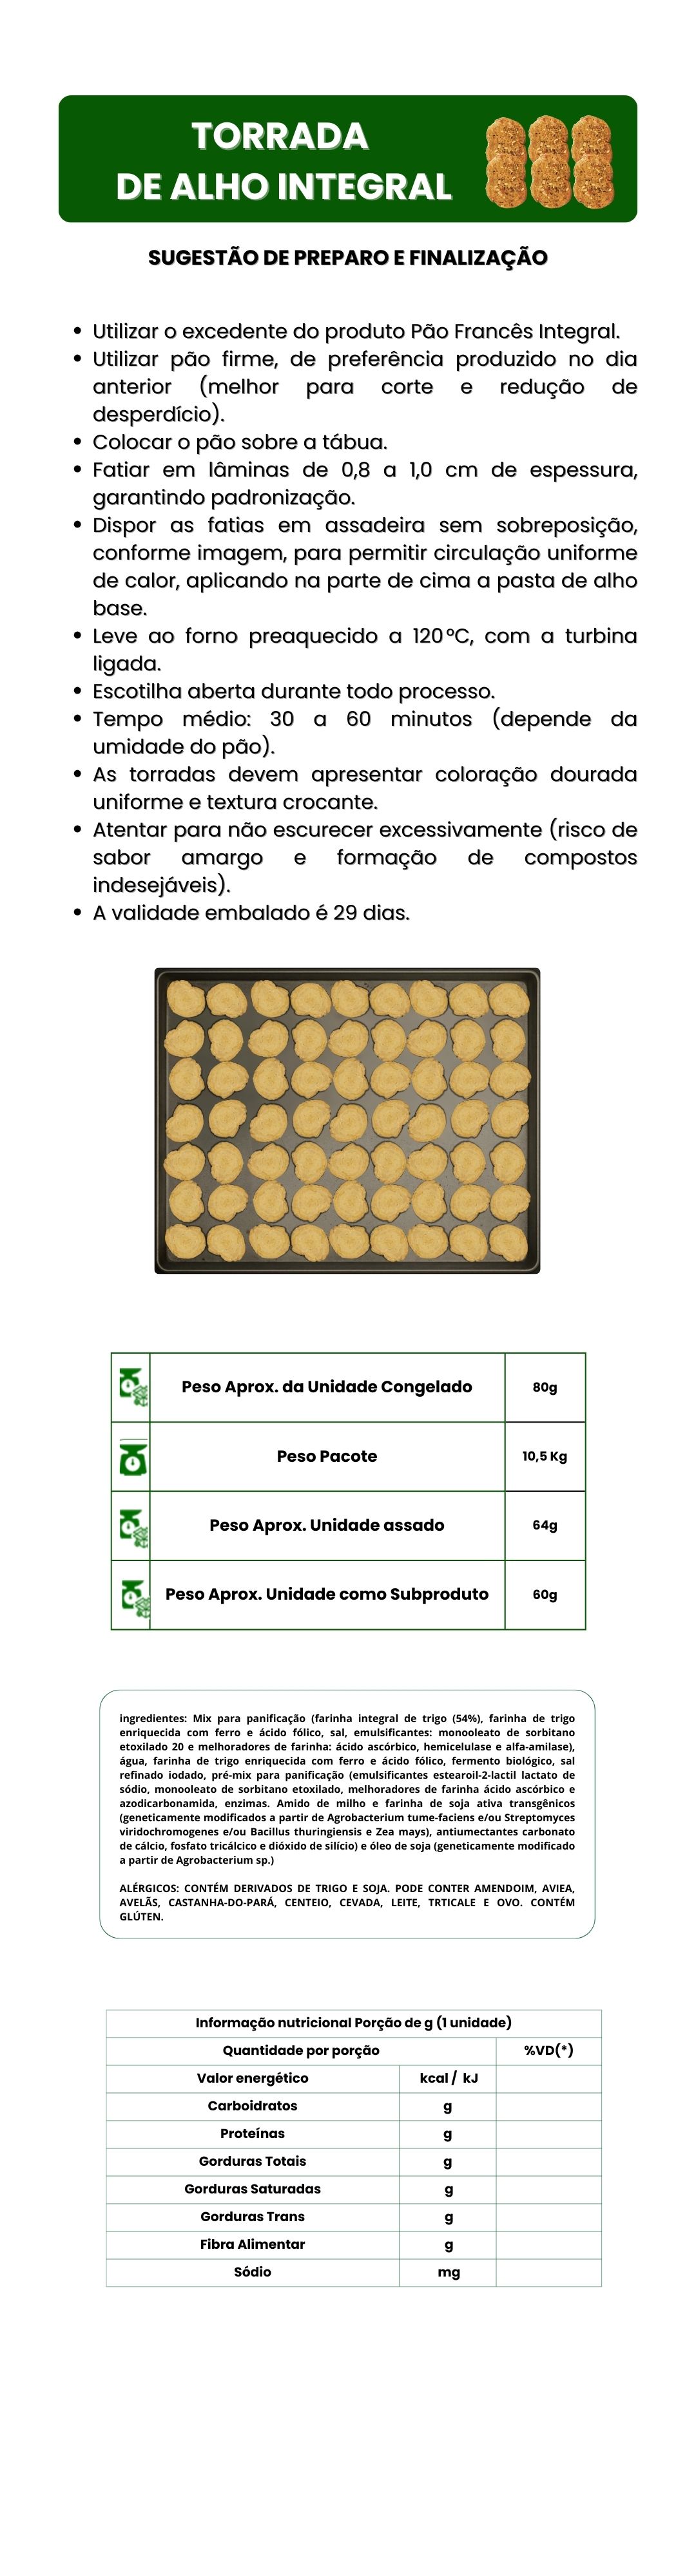 TORRADA
DE ALHO INTEGRAL
SUGESTÃO DE PREPARO E FINALIZAÇÃO
• Utilizar o excedente do produto Pão Francês Integral.
• Utilizar pão firme, de preferência produzido no dia
anterior (melhor para corte e redução de
desperdício).
• Colocar o pão sobre a tábua.
• Fatiar em lâminas de 0,8 a 1,0 cm de espessura,
garantindo padronização.
• Dispor as fatias em assadeira sem sobreposição,
conforme imagem, para permitir circulação uniforme
de calor, aplicando na parte de cima a pasta de alho
base.
• Leve ao forno preaquecido a 120°C, com a turbina
ligada.
• Escotilha aberta durante todo processo.
• Tempo médio: 30 a 60 minutos (depende da
umidade do pão).
• As torradas devem apresentar coloração dourada
uniforme e textura crocante.
• Atentar para não escurecer excessivamente (risco de
sabor amargo e formação de compostos
indesejáveis).
• A validade embalado é 29 dias.
Peso Aprox. da Unidade Congelado 80g
Peso Pacote 10,5 Kg
Peso Aprox. Unidade assado 64g
Peso Aprox. Unidade como Subproduto 60g
ingredientes: Mix para panificação (farinha integral de trigo (54%), farinha de trigo
enriquecida com ferro e ácido fólico, sal, emulsificantes: monooleato de sorbitano
etoxilado 20 e melhoradores de farinha: ácido ascórbico, hemicelulase e alfa-amilase),
água, farinha de trigo enriquecida com ferro e ácido fólico, fermento biológico, sal
refinado iodado, pré-mix para panificação (emulsificantes estearoil-2-lactil lactato de
sódio, monooleato de sorbitano etoxilado, melhoradores de farinha ácido ascórbico e
azodicarbonamida, enzimas. Amido de milho e farinha de soja ativa transgênicos
(geneticamente modificados a partir de Agrobacterium tume-faciens e/ou Streptomyces
viridochromogenes e/ou Bacillus thuringiensis e Zea mays), antiumectantes carbonato
de cálcio, fosfato tricálcico e dióxido de silício) e óleo de soja (geneticamente modificado
a partir de Agrobacterium sp.)
ALÉRGICOS: CONTÉM DERIVADOS DE TRIGO E SOJA. PODE CONTER AMENDOIM, AVIEA,
AVELÃS, CASTANHA-DO-PARÁ, CENTEIO, CEVADA, LEITE, TRTICALE E OVO. CONTÉM
GLÚTEN.
Informação nutricional Porção de g (1 unidade)
Quantidade por porção %VD(*)
Valor energético kcal / kJ
Carboidratos g
Proteínas g
Gorduras Totais g
Gorduras Saturadas g
Gorduras Trans g
Fibra Alimentar g
Sódio mg